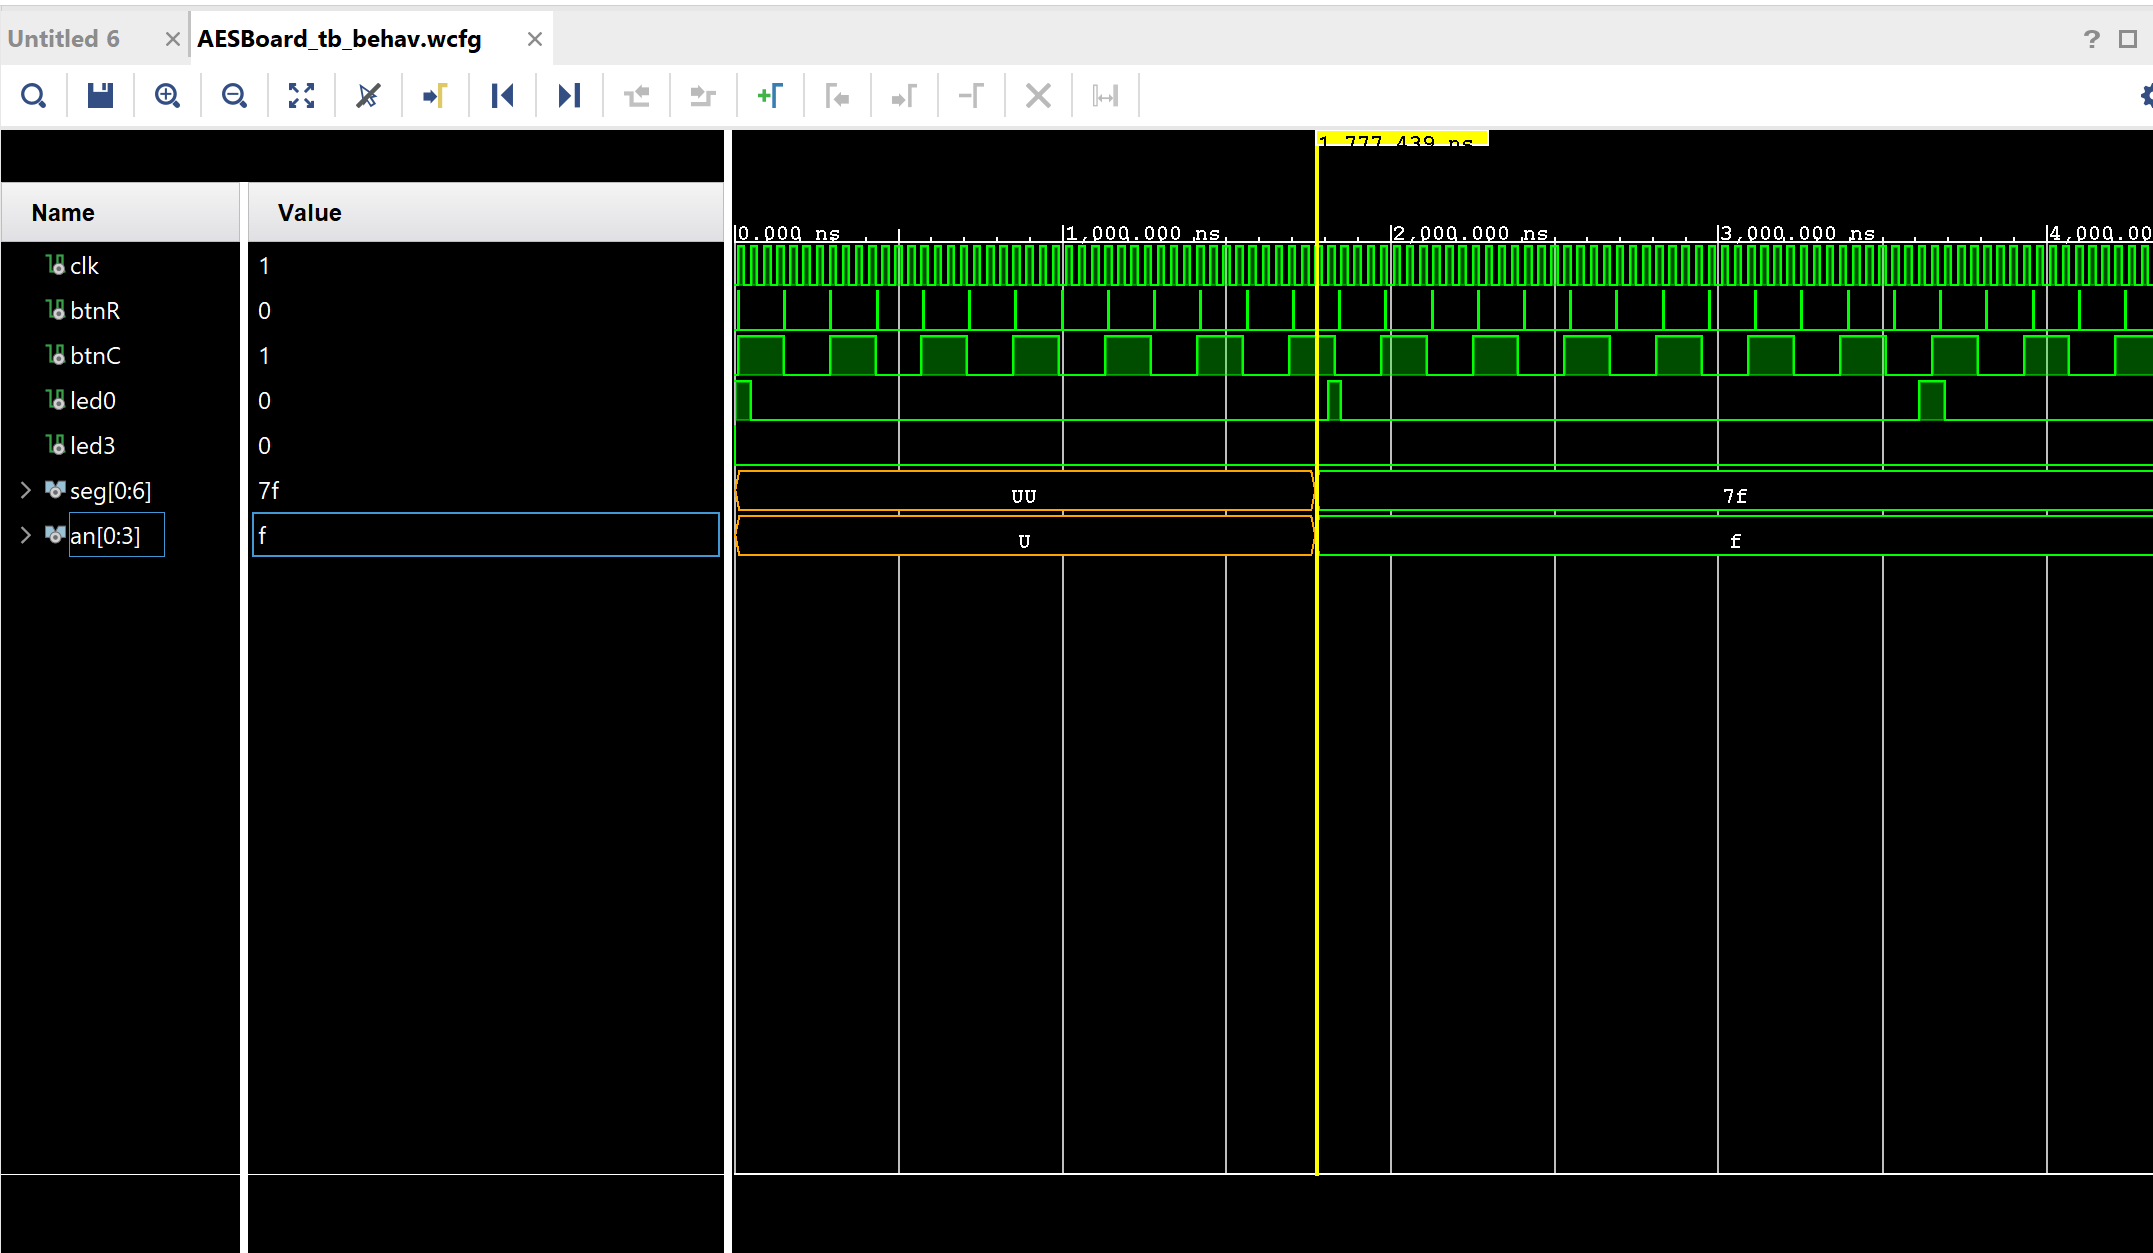 Untitled 6 AESBoard_tb_behav.wcfg ?
1,777.439 ns
Name Value
0.000 ns 1,000.000 ns 2,000.000 ns 3,000.000 ns 4,000.00
clk 1
btnR 0
btnC 1
led0 0
led3 0
seg[0:6] 7f UU 7f
an[0:3] f U f